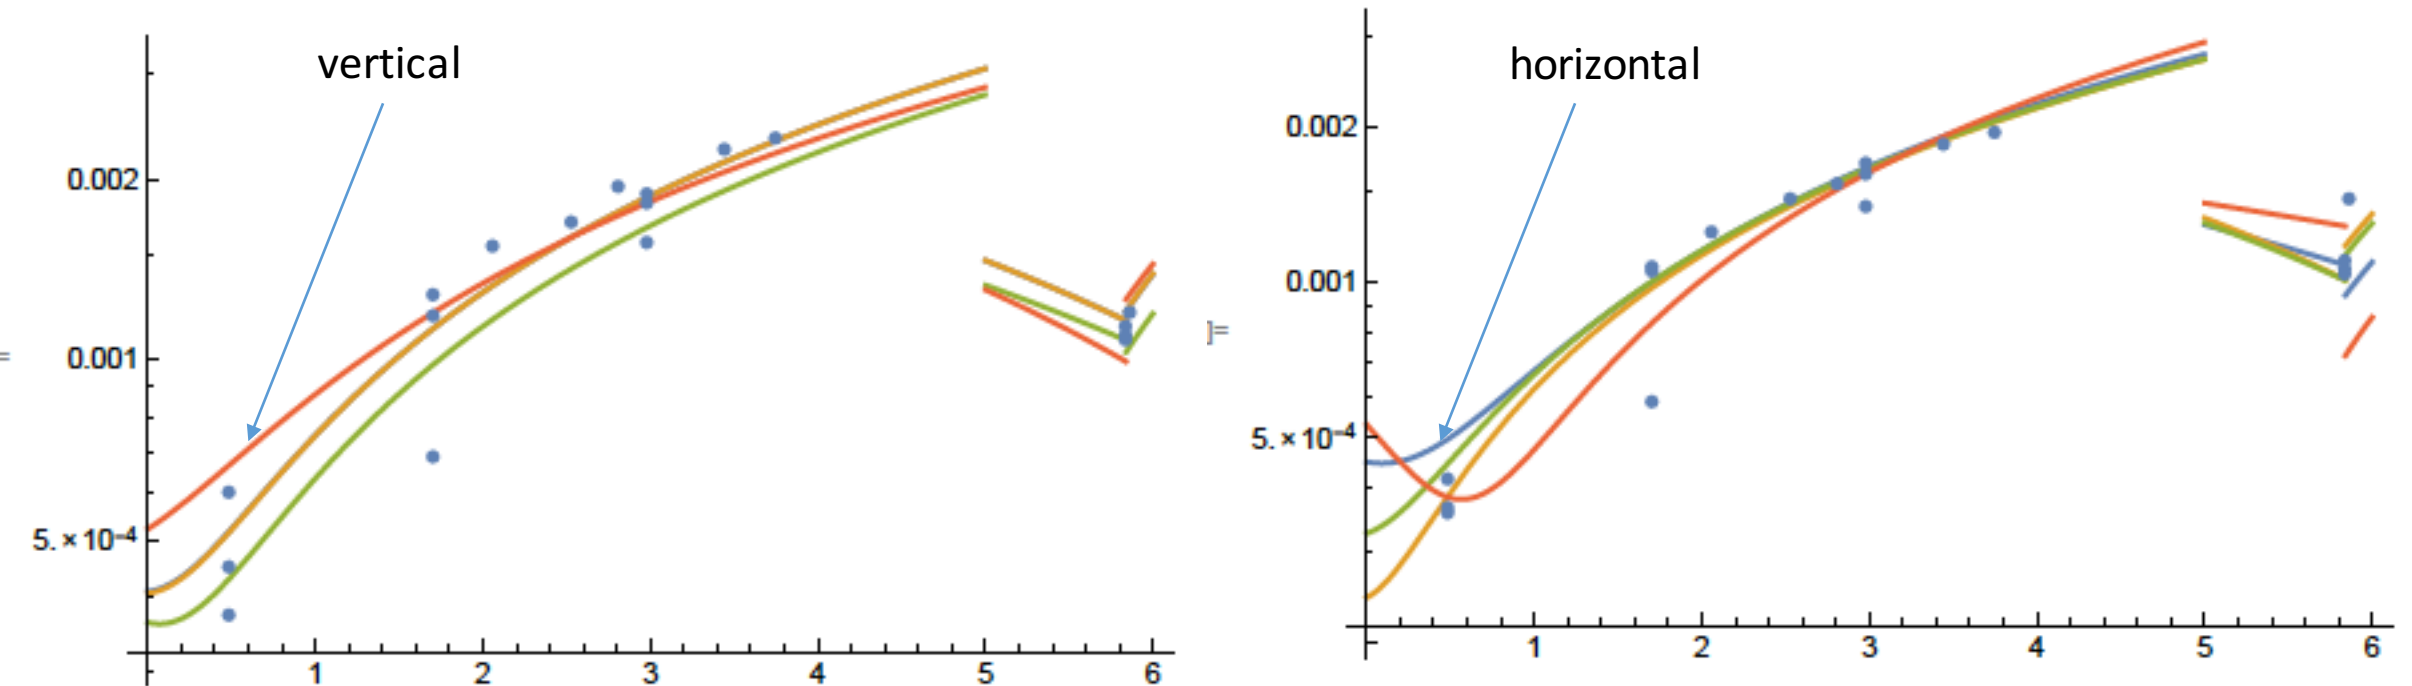 vertical
0.002
=
0.001
5.×10⁻⁴
1 2 3 4 5 6
horizontal
0.002
]=
0.001
5.×10⁻⁴
1 2 3 4 5 6